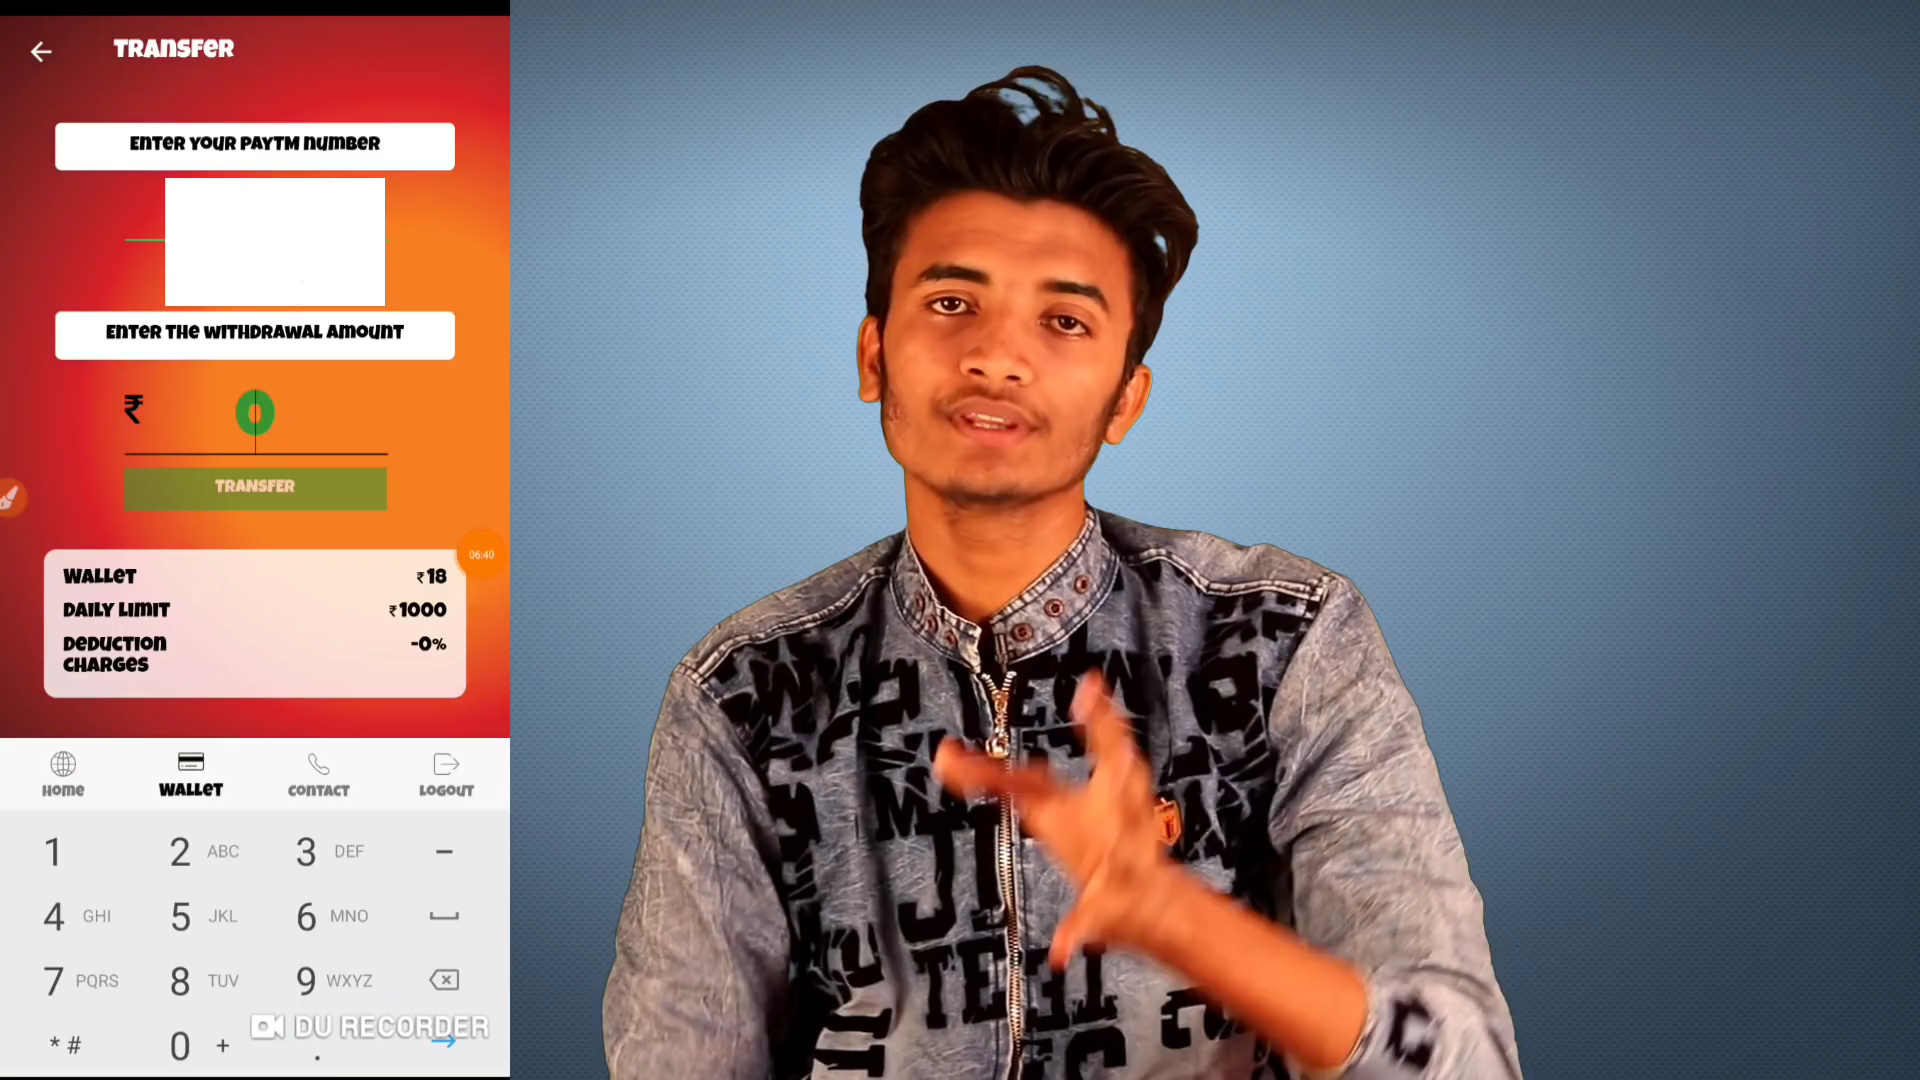 TRANSFER
ENTER YOUR PAYTM NUMBER
ENTER THE WITHDRAWAL AMOUNT
₹ 0
TRANSFER
06:40
WALLET ₹18
DAILY LIMIT ₹1000
DEDUCTION CHARGES -0%
HOME WALLET CONTACT LOGOUT
1 2 ABC 3 DEF -
4 GHI 5 JKL 6 MNO
7 PQRS 8 TUV 9 WXYZ
DU RECORDER
* # 0 + .
TEET